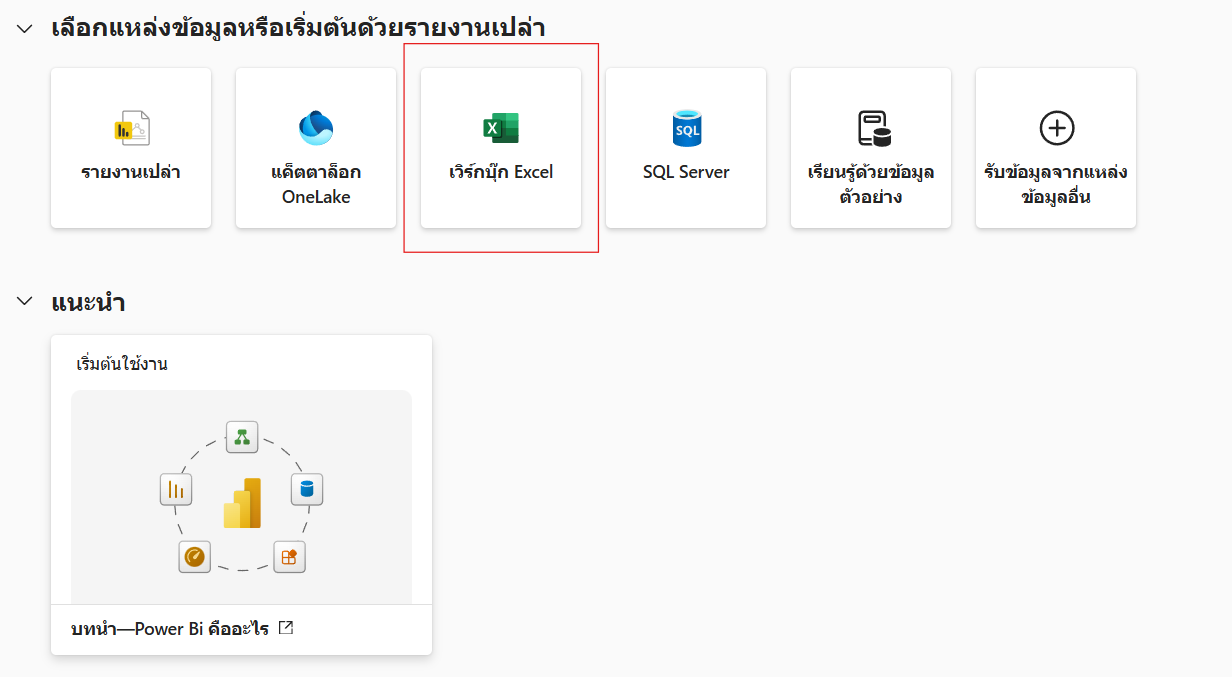 เลือกแหล่งข้อมูลหรือเริ่มต้นด้วยรายงานเปล่า
รายงานเปล่า
แค็ตตาล็อก
OneLake
เวิร์กบุ๊ก Excel
SQL
SQL Server
เรียนรู้ด้วยข้อมูล
ตัวอย่าง
รับข้อมูลจากแหล่ง
ข้อมูลอื่น
แนะนำ
เริ่มต้นใช้งาน
บทนำ—Power Bi คืออะไร